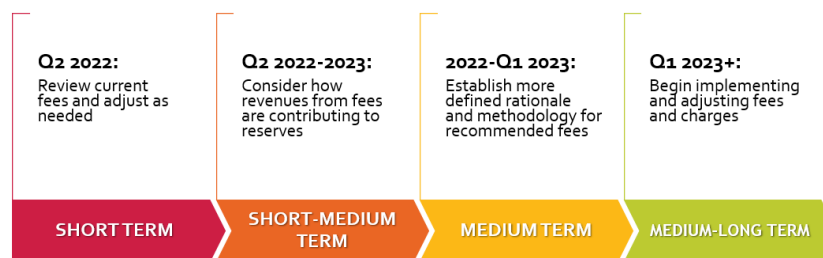 Q2 2022:
Review current
fees and adjust as
needed
Q2 2022-2023:
Consider how
revenues from fees
are contributing to
reserves
2022-Q1 2023:
Establish more
defined rationale
and methodology for
recommended fees
Q1 2023+:
Begin implementing
and adjusting fees
and charges
SHORT TERM
SHORT-MEDIUM
TERM
MEDIUM TERM
MEDIUM-LONG TERM